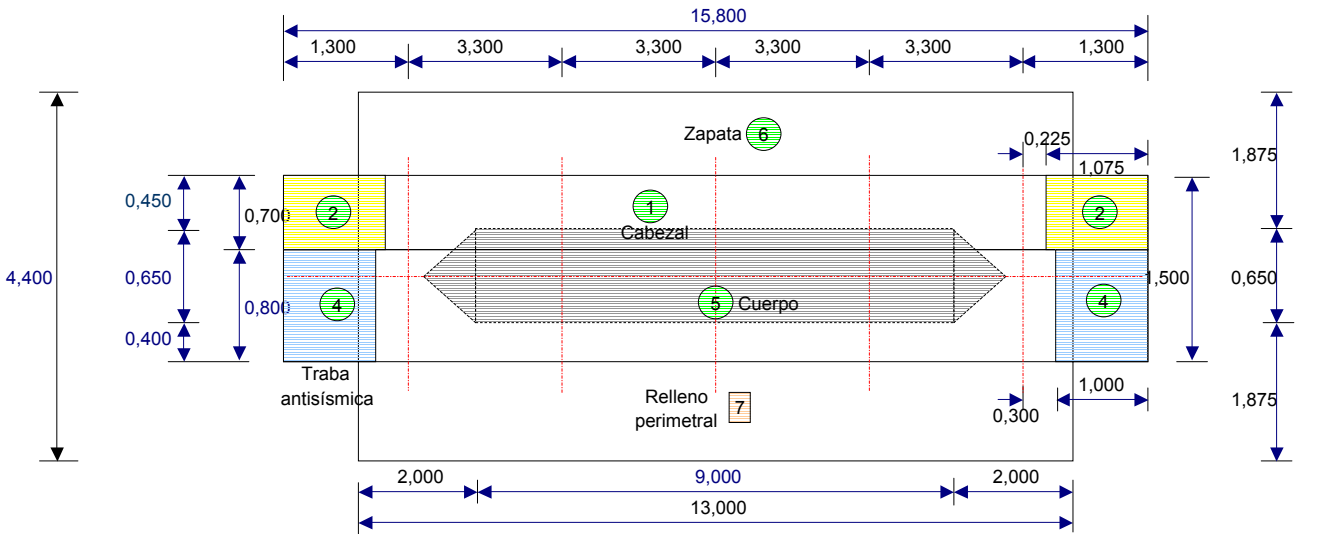 15,800
1,300 3,300 3,300 3,300 3,300 1,300
Zapata 6
0,225
1,075
1,875
0,450
0,700
2
1
Cabezal
2
4,400
0,650
0,800
4
5 Cuerpo
4
1,500
0,650
0,400
Traba
antisísmica
Relleno
perimetral
7
1,000
0,300
1,875
2,000 9,000 2,000
13,000